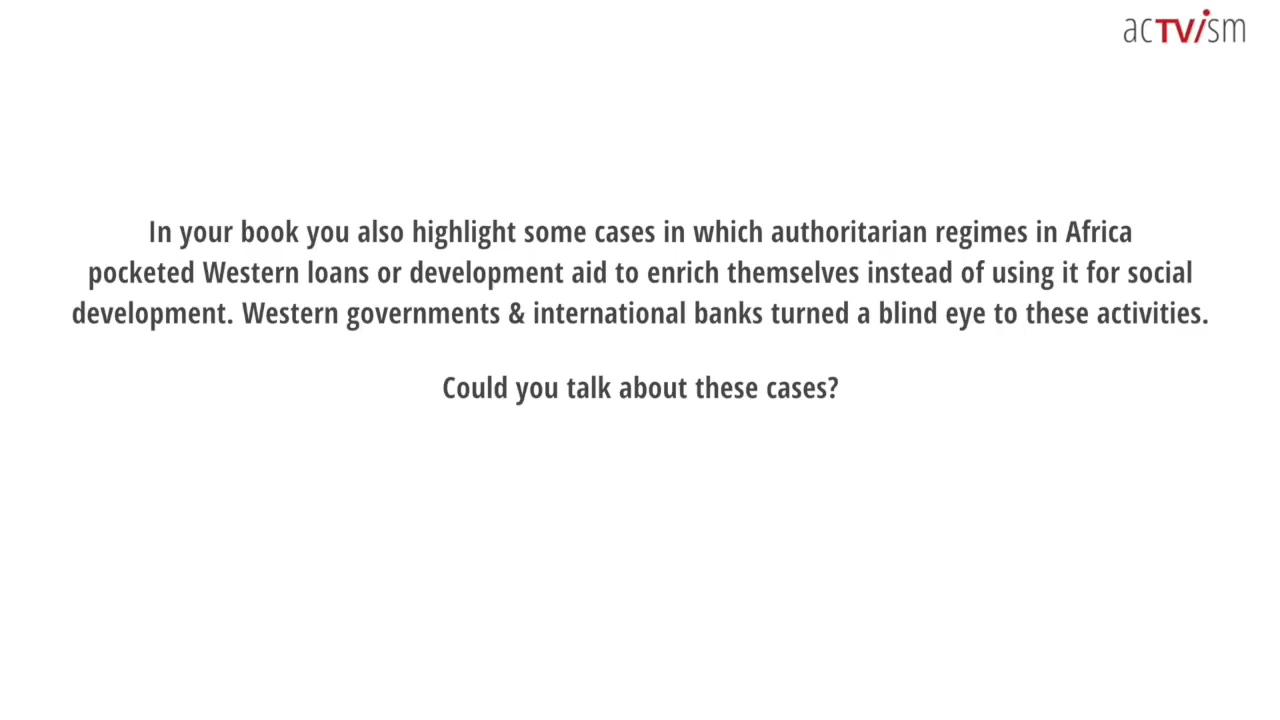 acTVism
In your book you also highlight some cases in which authoritarian regimes in Africa
pocketed Western loans or development aid to enrich themselves instead of using it for social
development. Western governments & international banks turned a blind eye to these activities.
Could you talk about these cases?